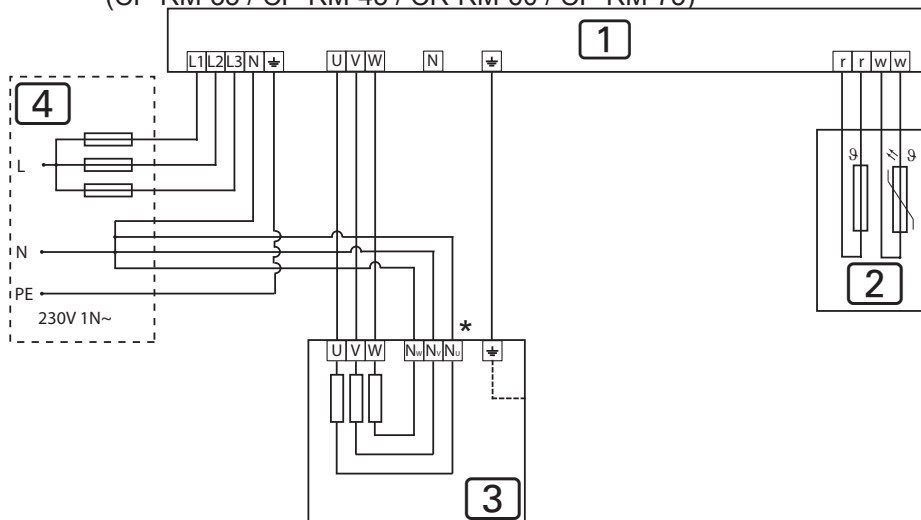 1
L1 L2 L3 N ⏚ U V W N ⏚ r r w w
4
L
ϑ ϑ
N
2
PE
230V 1N~
*
U V W Nw Nv Nu ⏚
3